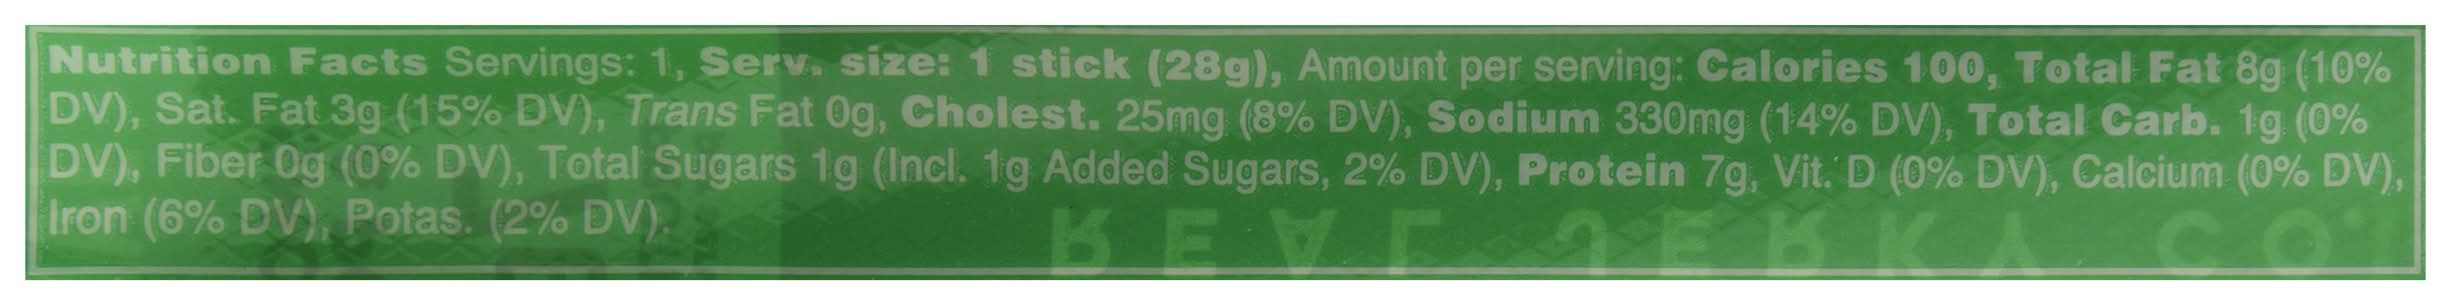 Nutrition Facts Servings: 1, Serv. size: 1 stick (28g), Amount per serving: Calories 100, Total Fat 8g (10%
DV), Sat. Fat 3g (15% DV), Trans Fat 0g, Cholest. 25mg (8% DV), Sodium 330mg (14% DV), Total Carb. 1g (0%
DV), Fiber 0g (0% DV), Total Sugars 1g (Incl. 1g Added Sugars, 2% DV), Protein 7g, Vit. D (0% DV), Calcium (0% DV),
Iron (6% DV), Potas. (2% DV).
REAL JERKY CO.